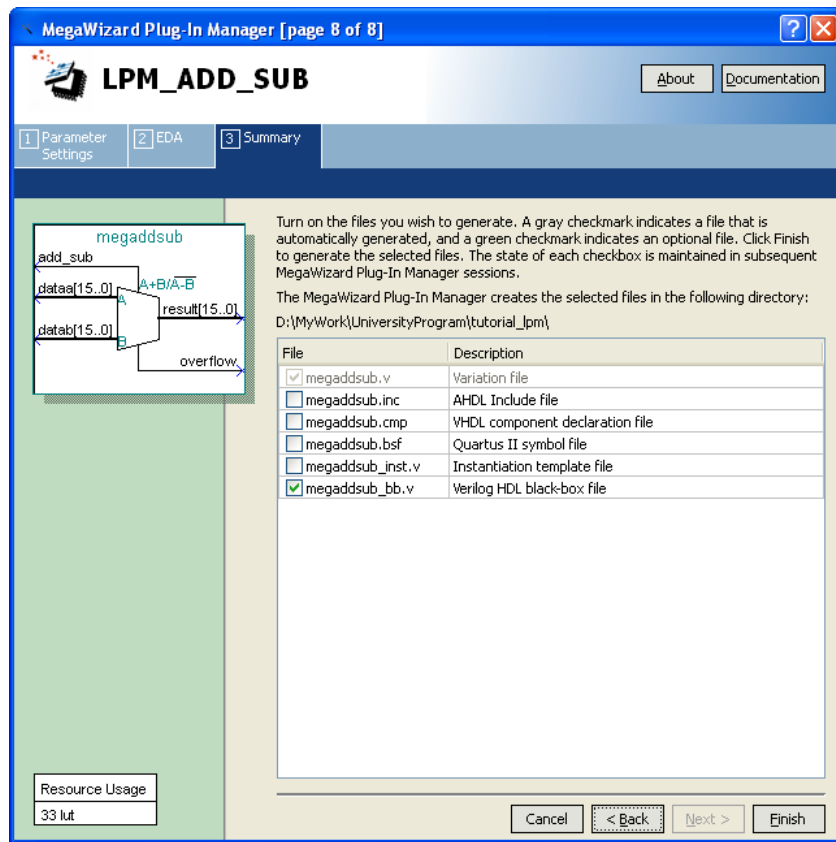 MegaWizard Plug-In Manager [page 8 of 8]
LPM_ADD_SUB
About
Documentation
1 Parameter Settings
2 EDA
3 Summary
megaddsub
add_sub
A+B/A-B
dataa[15..0]
A
result[15..0]
datab[15..0]
B
overflow
Turn on the files you wish to generate. A gray checkmark indicates a file that is
automatically generated, and a green checkmark indicates an optional file. Click Finish
to generate the selected files. The state of each checkbox is maintained in subsequent
MegaWizard Plug-In Manager sessions.
The MegaWizard Plug-In Manager creates the selected files in the following directory:
D:\MyWork\UniversityProgram\tutorial_lpm\
File Description
megaddsub.v Variation file
megaddsub.inc AHDL Include file
megaddsub.cmp VHDL component declaration file
megaddsub.bsf Quartus II symbol file
megaddsub_inst.v Instantiation template file
megaddsub_bb.v Verilog HDL black-box file
Resource Usage
33 lut
Cancel
< Back
Next >
Finish